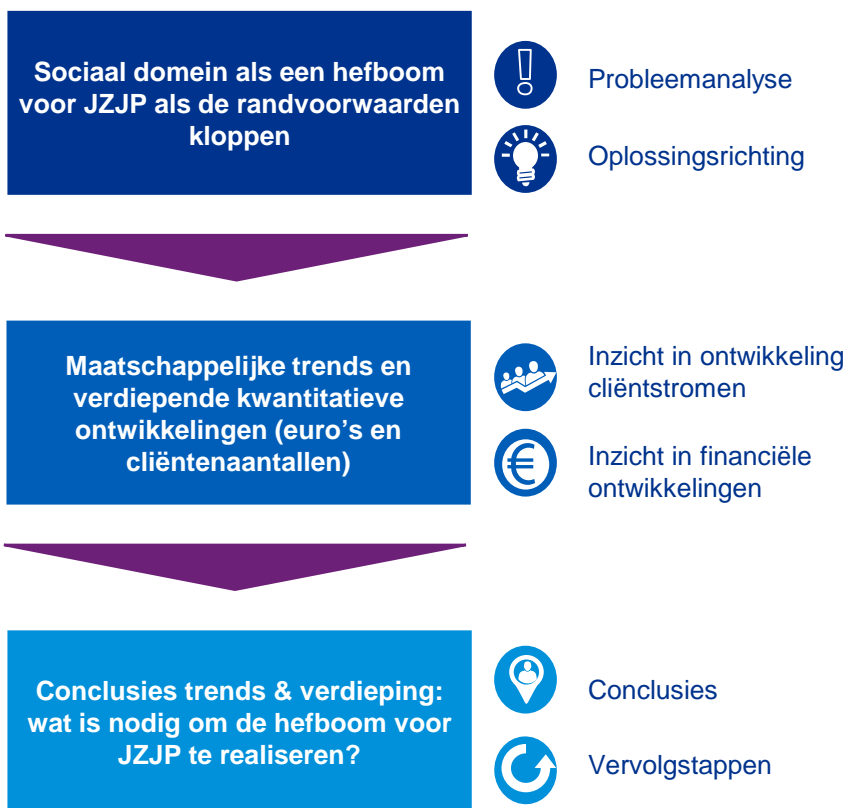 Sociaal domein als een hefboom
voor JZJP als de randvoorwaarden
kloppen
Probleemanalyse
Oplossingsrichting
Maatschappelijke trends en
verdiepende kwantitatieve
ontwikkelingen (euro's en
cliëntenaantallen)
Inzicht in ontwikkeling
cliëntstromen
Inzicht in financiële
ontwikkelingen
Conclusies trends & verdieping:
wat is nodig om de hefboom voor
JZJP te realiseren?
Conclusies
Vervolgstappen